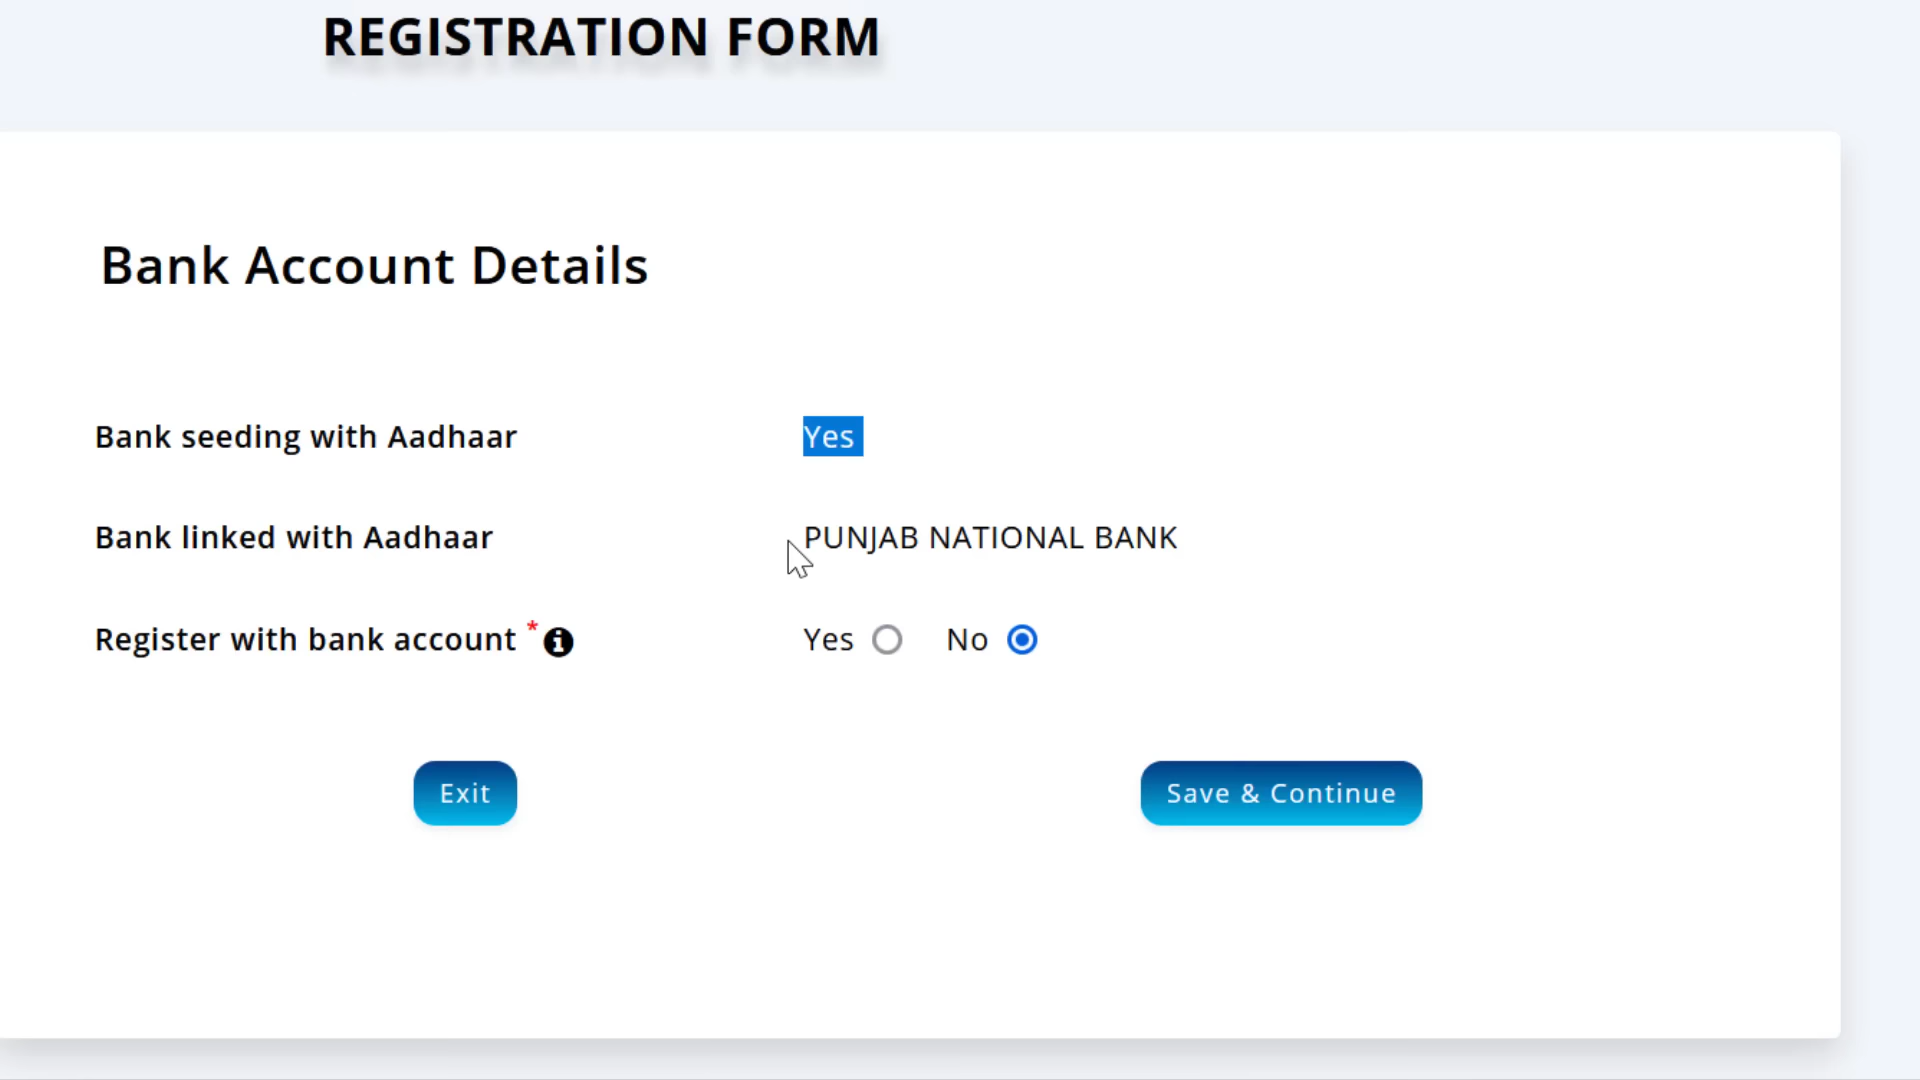 REGISTRATION FORM
Bank Account Details
Bank seeding with Aadhaar Yes
Bank linked with Aadhaar PUNJAB NATIONAL BANK
Register with bank account * Yes No
Exit Save & Continue